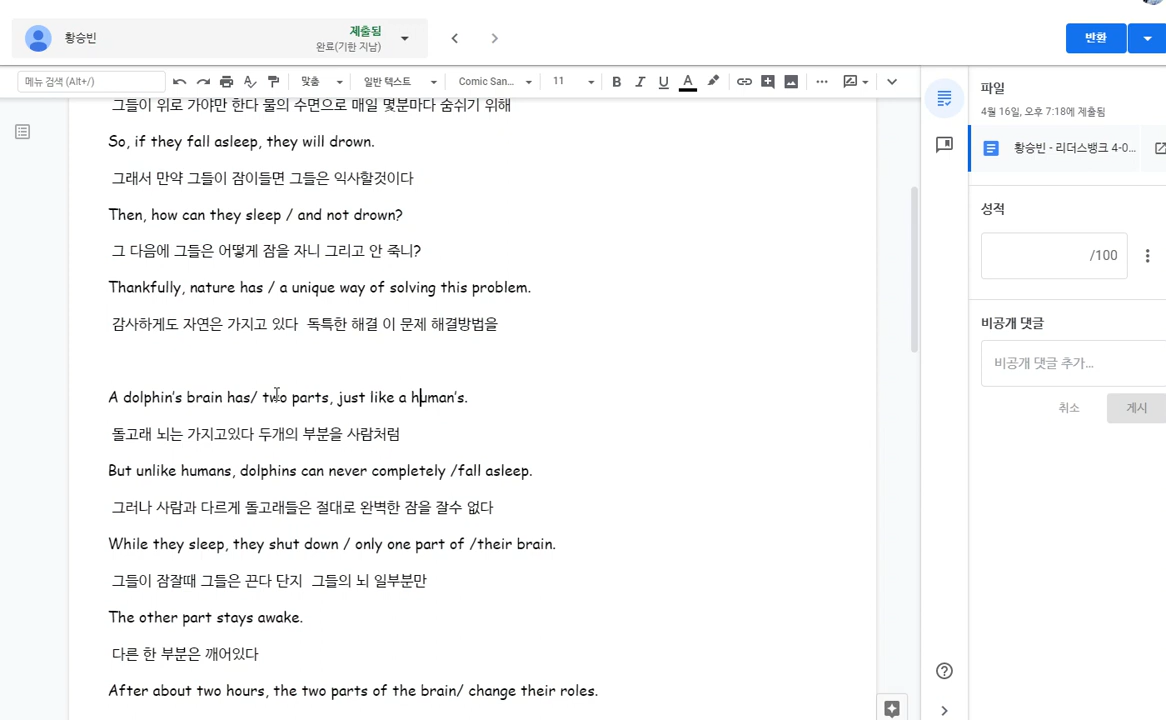 황승빈
제출됨
완료(기한 지남)
반환
메뉴 검색 (Alt+/)
맞춤
일반 텍스트
Comic San...
11
B I U A
파일
4월 16일, 오후 7:18에 제출됨
황승빈 - 리더스뱅크 4-0...
성적
/100
비공개 댓글
비공개 댓글 추가...
취소
게시
그들이 위로 가야만 한다 물의 수면으로 매일 몇분마다 숨쉬기 위해
So, if they fall asleep, they will drown.
그래서 만약 그들이 잠이들면 그들은 익사할것이다
Then, how can they sleep / and not drown?
그 다음에 그들은 어떻게 잠을 자니 그리고 안 죽니?
Thankfully, nature has / a unique way of solving this problem.
감사하게도 자연은 가지고 있다 독특한 해결 이 문제 해결방법을
A dolphin's brain has/ two parts, just like a human's.
돌고래 뇌는 가지고있다 두개의 부분을 사람처럼
But unlike humans, dolphins can never completely /fall asleep.
그러나 사람과 다르게 돌고래들은 절대로 완벽한 잠을 잘수 없다
While they sleep, they shut down / only one part of /their brain.
그들이 잠잘때 그들은 끈다 단지 그들의 뇌 일부분만
The other part stays awake.
다른 한 부분은 깨어있다
After about two hours, the two parts of the brain/ change their roles.